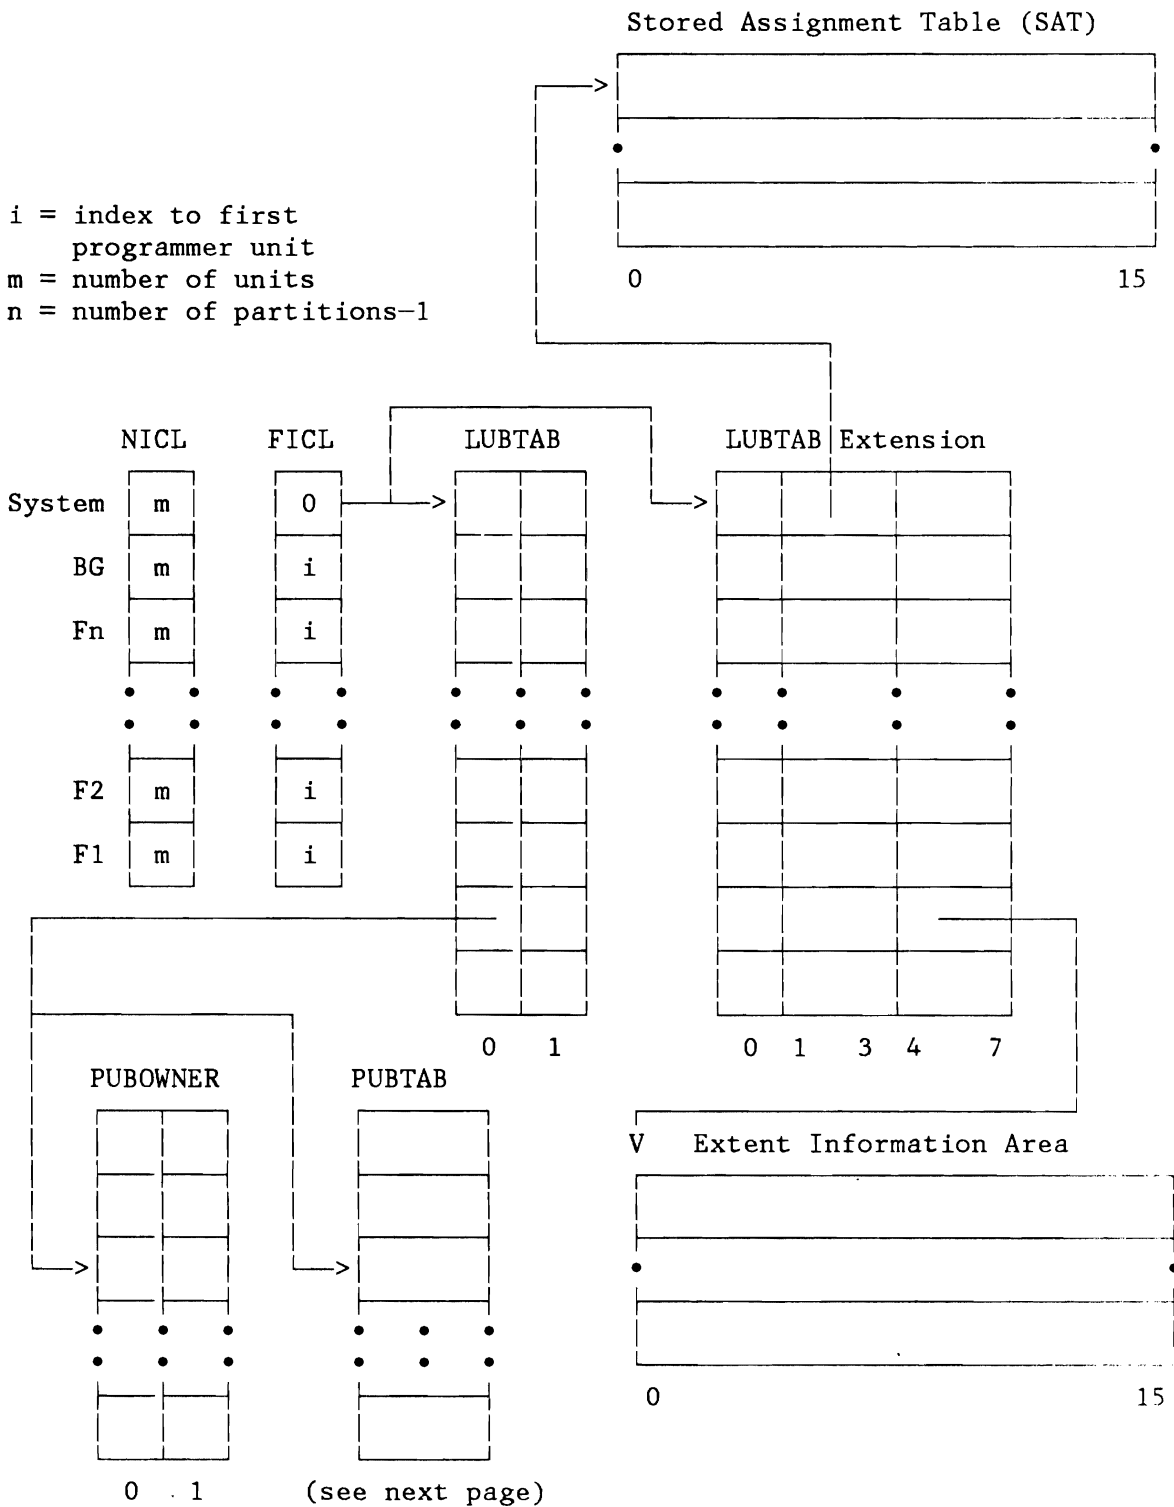 Stored Assignment Table (SAT)
i = index to first
programmer unit
m = number of units
n = number of partitions-1
0 15
NICL FICL LUBTAB LUBTAB Extension
System m 0
BG m i
Fn m i
F2 m i
F1 m i
0 1 0 1 3 4 7
PUBOWNER PUBTAB
V Extent Information Area
0 15
0 1 (see next page)